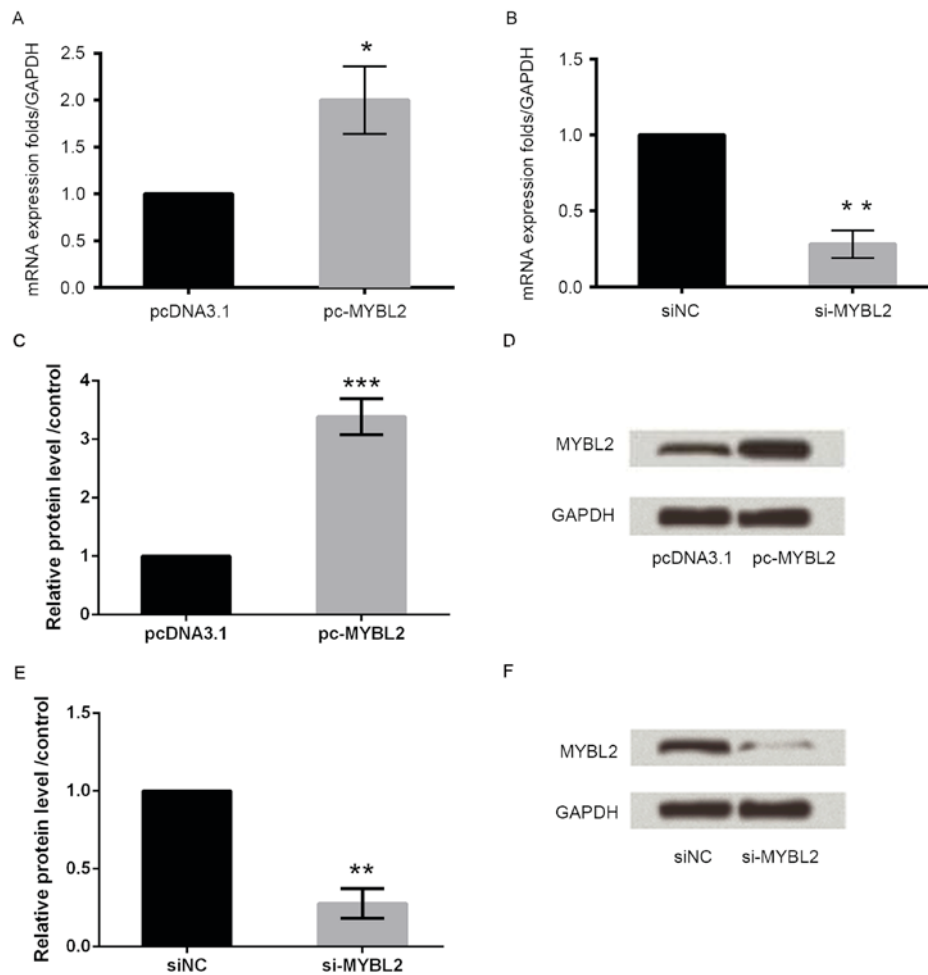 A
mRNA expression folds/GAPDH
2.5
2.0
1.5
1.0
0.5
0.0
*
pcDNA3.1 pc-MYBL2
B
mRNA expression folds/GAPDH
1.5
1.0
0.5
0.0
* *
siNC si-MYBL2
C
Relative protein level /control
4
3
2
1
0
***
pcDNA3.1 pc-MYBL2
D
MYBL2
GAPDH
pcDNA3.1 pc-MYBL2
E
Relative protein level /control
1.5
1.0
0.5
0.0
**
siNC si-MYBL2
F
MYBL2
GAPDH
siNC si-MYBL2